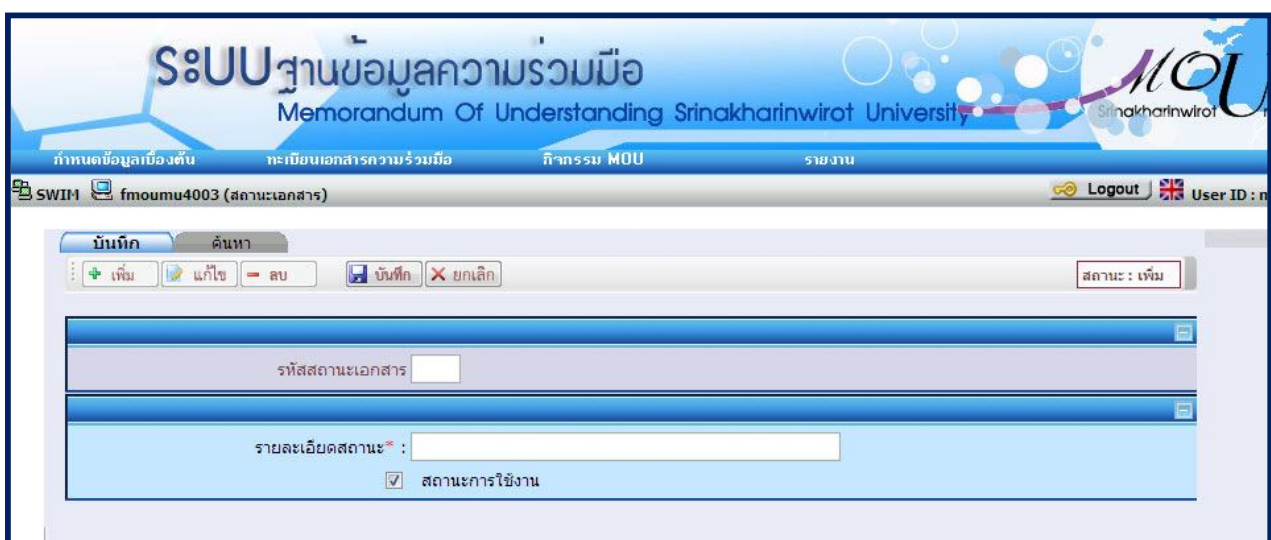 ระบบฐานข้อมูลความร่วมมือ
Memorandum Of Understanding Srinakharinwirot University
MOU
Srinakharinwirot
กำหนดข้อมูลเบื้องต้น ทะเบียนเอกสารความร่วมมือ กิจกรรม MOU รายงาน
SWIM fmoumu4003 (สถานะเอกสาร) Logout User ID :
บันทึก ค้นหา
เพิ่ม แก้ไข ลบ บันทึก ยกเลิก สถานะ : เพิ่ม
รหัสสถานะเอกสาร
รายละเอียดสถานะ* :
สถานะการใช้งาน